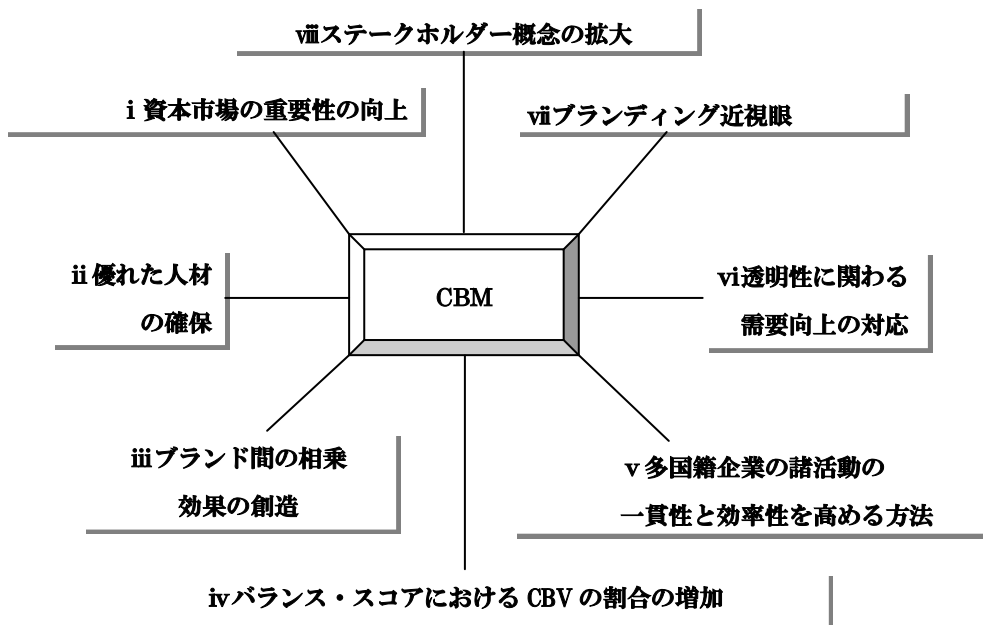 ⅷステークホルダー概念の拡大
ⅰ資本市場の重要性の向上
ⅶブランディング近視眼
ⅱ優れた人材
の確保
CBM
ⅵ透明性に関わる
需要向上の対応
ⅲブランド間の相乗
効果の創造
ⅴ多国籍企業の諸活動の
一貫性と効率性を高める方法
ⅳバランス・スコアにおける CBV の割合の増加